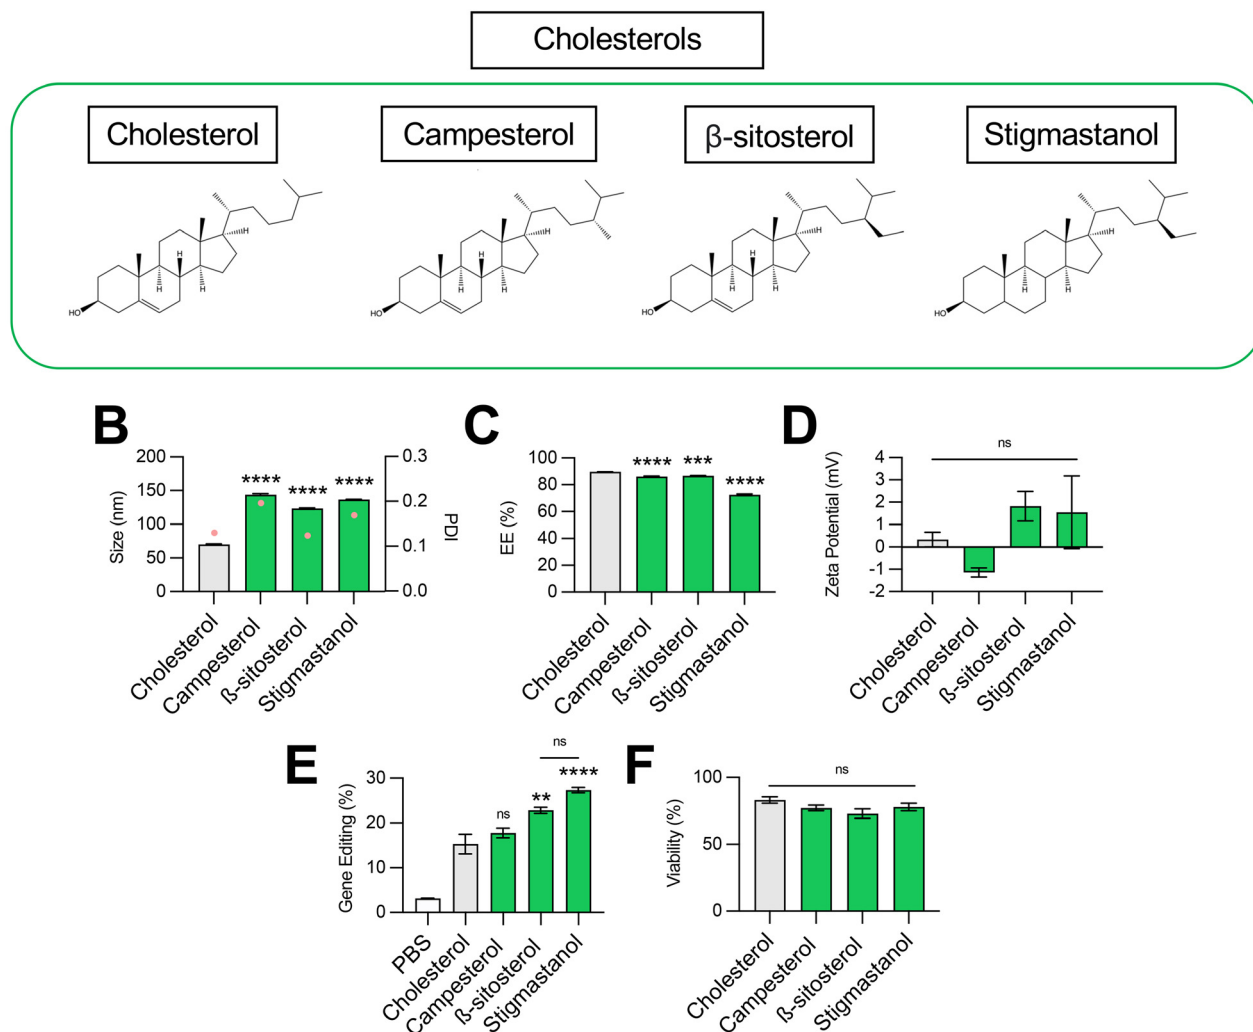 Cholesterols
Cholesterol Campesterol β-sitosterol Stigmastanol
H H H H
H H H
H H H H H H H H
HO HO HO HO
B C D
200 0.3 100 **** *** **** ns
150 **** **** **** 0.2 80 4
100 0.1 60 3
50 0.0 40 2
0 20 1
0 0
-1
-2
Size (nm) PDI EE (%) Zeta Potential (mV)
Cholesterol Campesterol ß-sitosterol Stigmastanol
Cholesterol Campesterol ß-sitosterol Stigmastanol
Cholesterol Campesterol ß-sitosterol Stigmastanol
E F
ns
30 ns ** **** 100 ns
20 50
10 0
0
Gene Editing (%) Viability (%)
PBS Cholesterol Campesterol ß-sitosterol Stigmastanol
Cholesterol Campesterol ß-sitosterol Stigmastanol